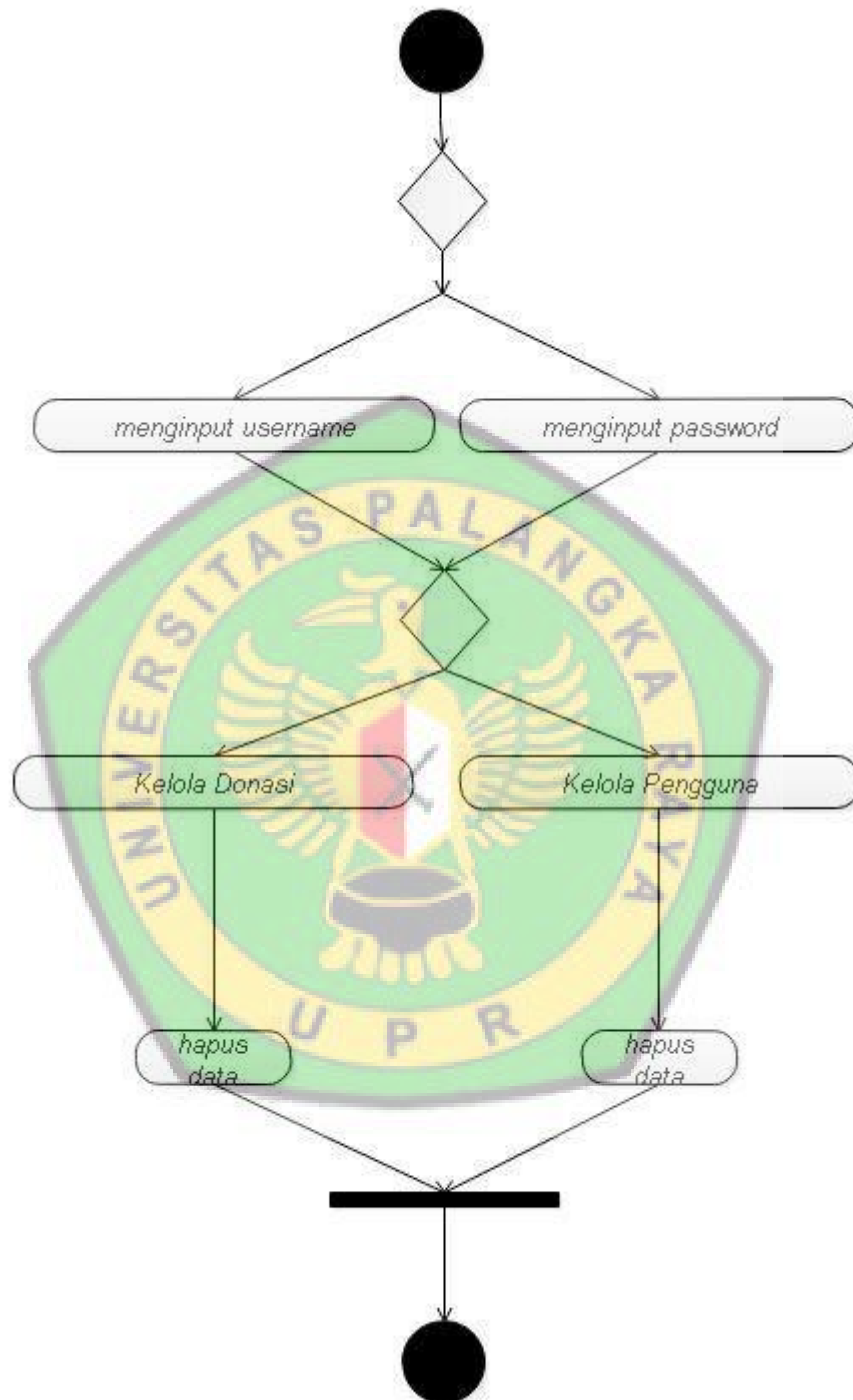 menginput username
menginput password
UNIVERSITAS PALANGKA RAYA
Kelola Donasi
Kelola Pengguna
UPR
hapus
data
hapus
data